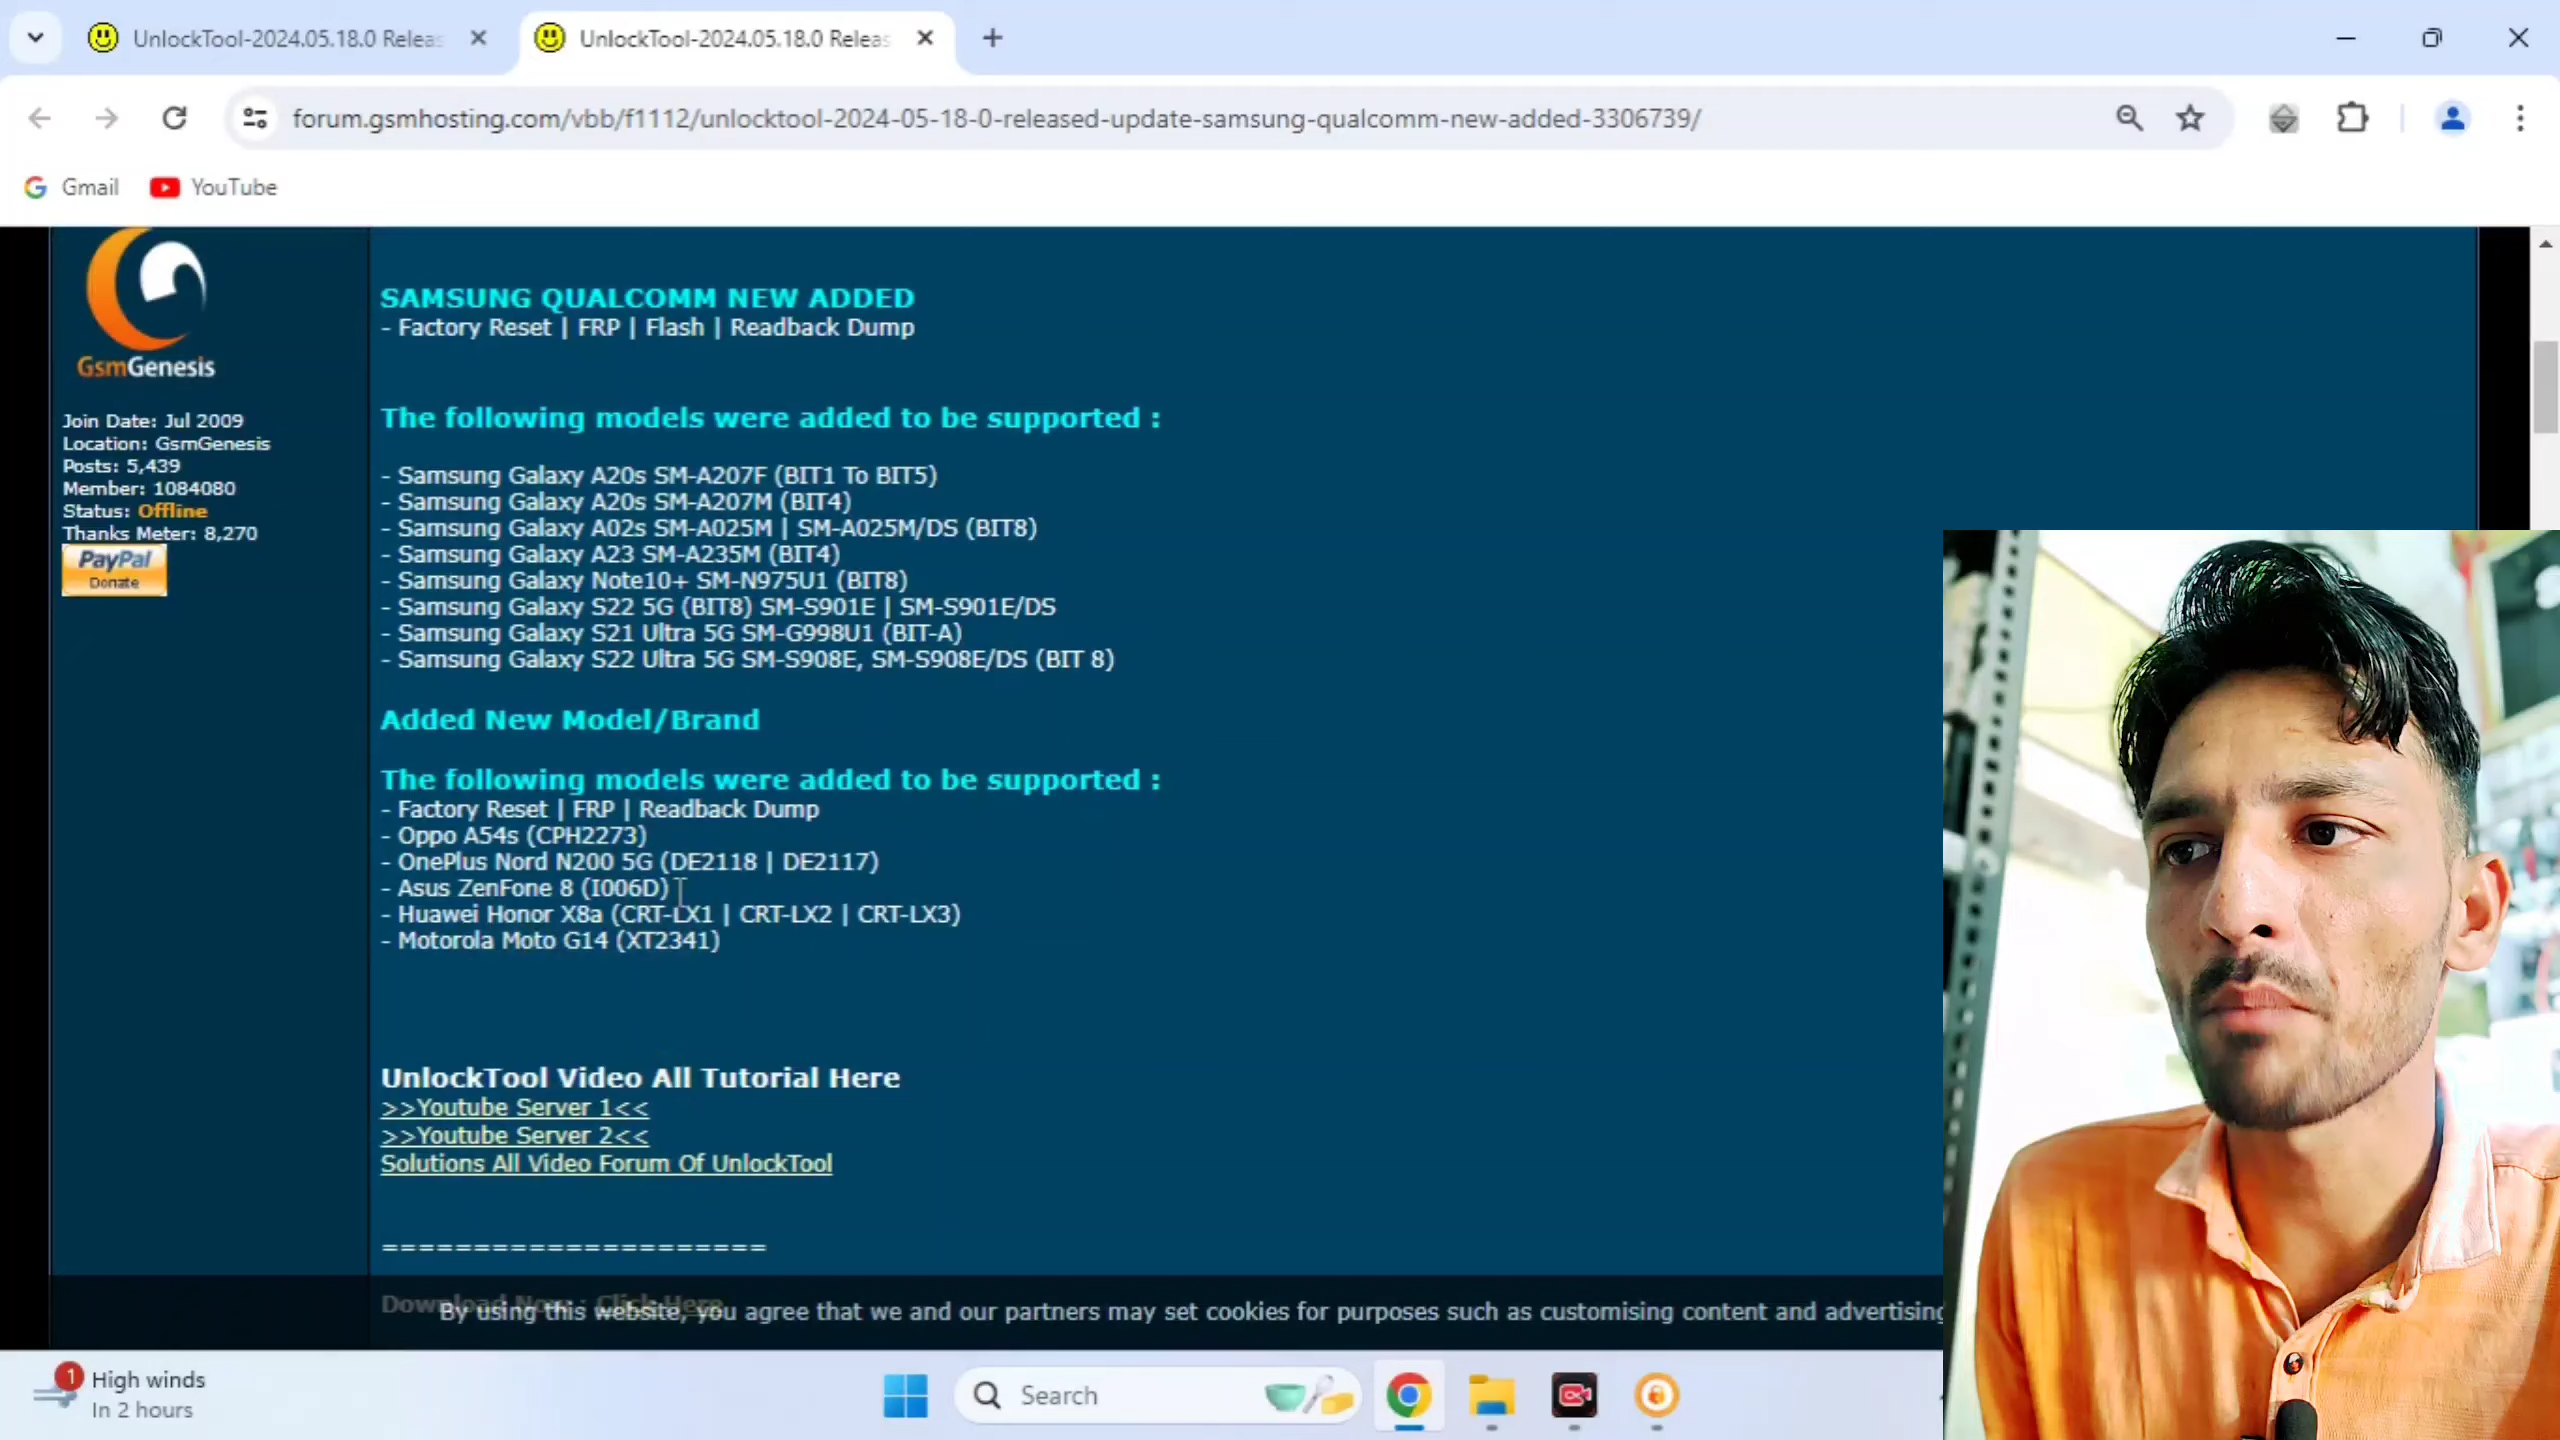 UnlockTool-2024.05.18.0 Releas
UnlockTool-2024.05.18.0 Releas
forum.gsmhosting.com/vbb/f1112/unlocktool-2024-05-18-0-released-update-samsung-qualcomm-new-added-3306739/
Gmail
YouTube
GsmGenesis
Join Date: Jul 2009
Location: GsmGenesis
Posts: 5,439
Member: 1084080
Status: Offline
Thanks Meter: 8,270
PayPal
Donate
SAMSUNG QUALCOMM NEW ADDED
- Factory Reset | FRP | Flash | Readback Dump
The following models were added to be supported :
- Samsung Galaxy A20s SM-A207F (BIT1 To BIT5)
- Samsung Galaxy A20s SM-A207M (BIT4)
- Samsung Galaxy A02s SM-A025M | SM-A025M/DS (BIT8)
- Samsung Galaxy A23 SM-A235M (BIT4)
- Samsung Galaxy Note10+ SM-N975U1 (BIT8)
- Samsung Galaxy S22 5G (BIT8) SM-S901E | SM-S901E/DS
- Samsung Galaxy S21 Ultra 5G SM-G998U1 (BIT-A)
- Samsung Galaxy S22 Ultra 5G SM-S908E, SM-S908E/DS (BIT 8)
Added New Model/Brand
The following models were added to be supported :
- Factory Reset | FRP | Readback Dump
- Oppo A54s (CPH2273)
- OnePlus Nord N200 5G (DE2118 | DE2117)
- Asus ZenFone 8 (I006D)
- Huawei Honor X8a (CRT-LX1 | CRT-LX2 | CRT-LX3)
- Motorola Moto G14 (XT2341)
UnlockTool Video All Tutorial Here
>>Youtube Server 1<<
>>Youtube Server 2<<
Solutions All Video Forum Of UnlockTool
=====================
Download Now : Click Here
By using this website, you agree that we and our partners may set cookies for purposes such as customising content and advertising
1
High winds
In 2 hours
Search